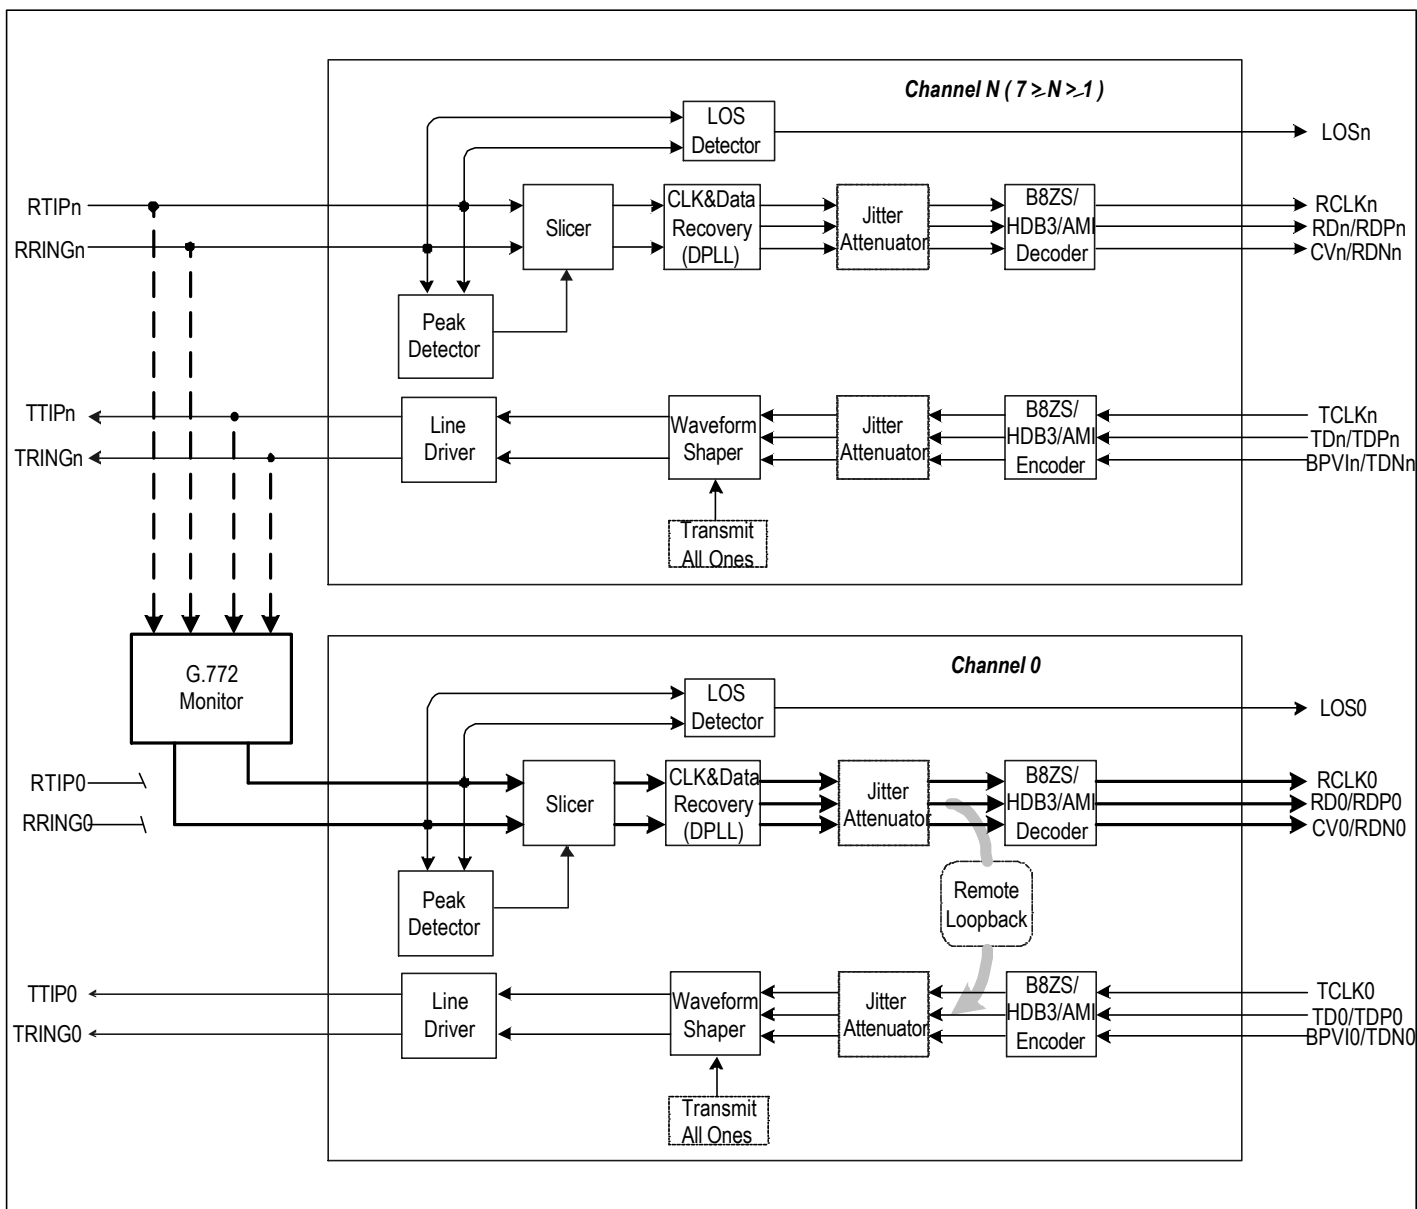 Channel N ( 7 ≥ N ≥ 1 )
LOS
Detector
LOSn
RTIPn
RRINGn
Slicer
CLK&Data
Recovery
(DPLL)
Jitter
Attenuator
B8ZS/
HDB3/AMI
Decoder
RCLKn
RDn/RDPn
CVn/RDNn
Peak
Detector
TTIPn
TRINGn
Line
Driver
Waveform
Shaper
Jitter
Attenuator
B8ZS/
HDB3/AMI
Encoder
TCLKn
TDn/TDPn
BPVIn/TDNn
Transmit
All Ones
G.772
Monitor
Channel 0
LOS
Detector
LOS0
RTIP0
RRING0
Slicer
CLK&Data
Recovery
(DPLL)
Jitter
Attenuator
B8ZS/
HDB3/AMI
Decoder
RCLK0
RD0/RDP0
CV0/RDN0
Peak
Detector
Remote
Loopback
TTIP0
TRING0
Line
Driver
Waveform
Shaper
Jitter
Attenuator
B8ZS/
HDB3/AMI
Encoder
TCLK0
TD0/TDP0
BPVI0/TDN0
Transmit
All Ones